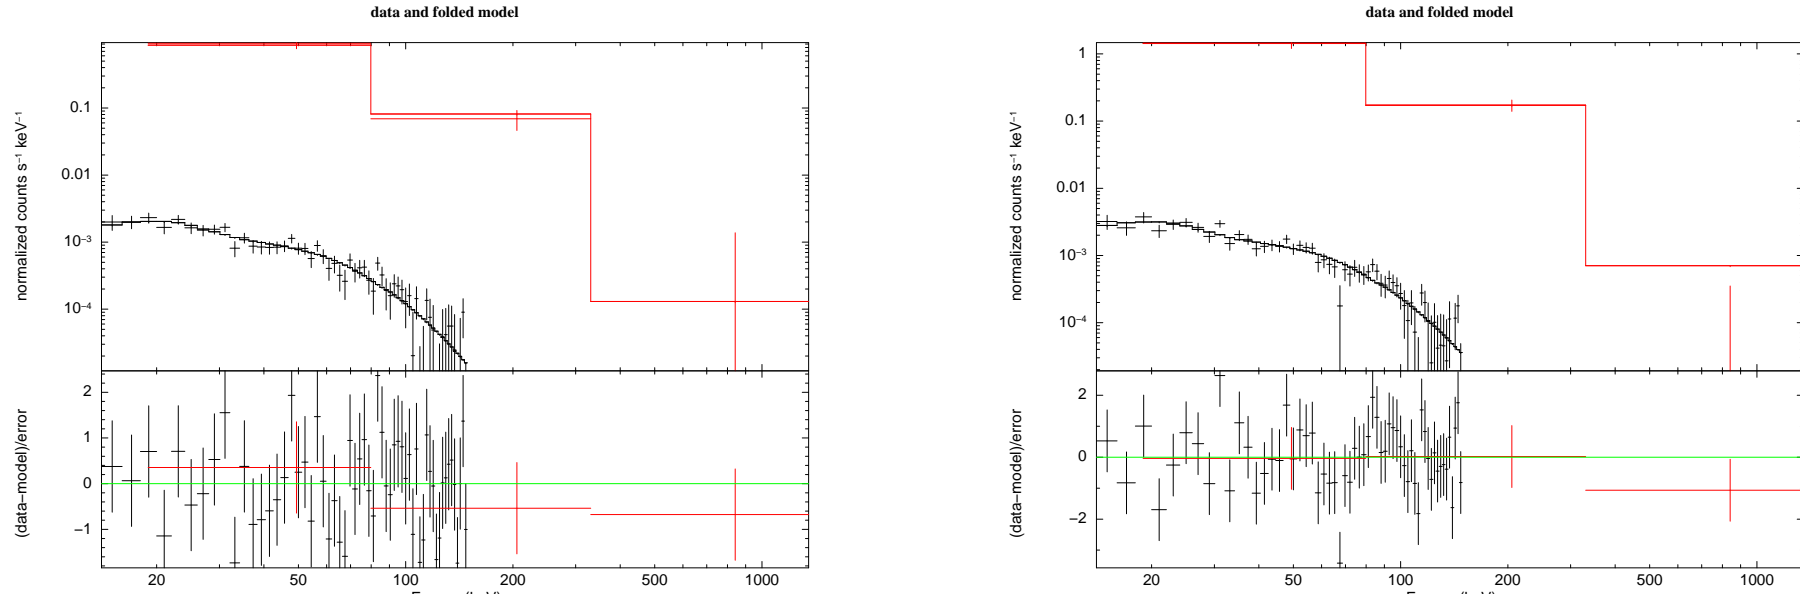 data and folded model
normalized counts s⁻¹ keV⁻¹
0.1
0.01
10⁻³
10⁻⁴
(data−model)/error
2
1
0
−1
20 50 100 200 500 1000
data and folded model
normalized counts s⁻¹ keV⁻¹
1
0.1
0.01
10⁻³
10⁻⁴
(data−model)/error
2
0
−2
20 50 100 200 500 1000